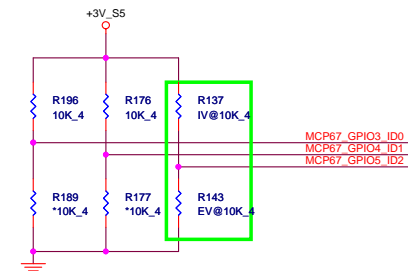 +3V_S5
R196 R176 R137
10K_4 10K_4 IV@10K_4
MCP67_GPIO3_ID0
MCP67_GPIO4_ID1
MCP67_GPIO5_ID2
R189 R177 R143
*10K_4 *10K_4 EV@10K_4